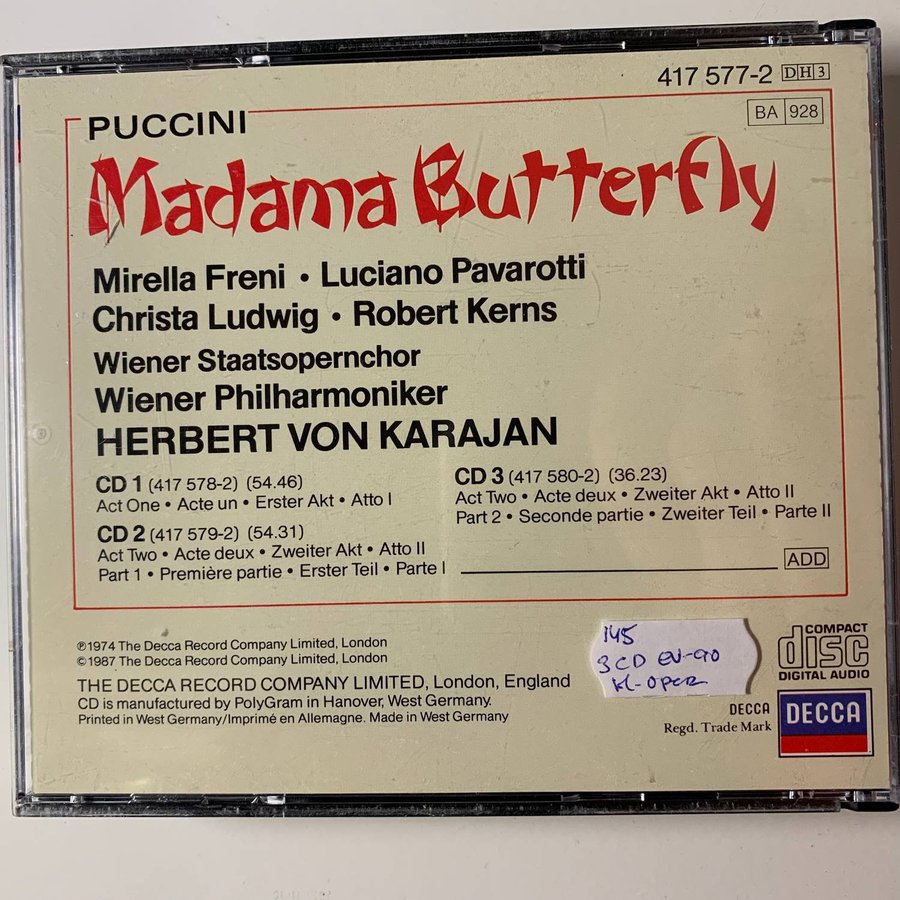 417 577-2 DH3
BA 928
PUCCINI
Madama Butterfly
Mirella Freni • Luciano Pavarotti
Christa Ludwig • Robert Kerns
Wiener Staatsopernchor
Wiener Philharmoniker
HERBERT VON KARAJAN
CD 1 (417 578-2) (54.46)
Act One • Acte un • Erster Akt • Atto I
CD 2 (417 579-2) (54.31)
Act Two • Acte deux • Zweiter Akt • Atto II
Part 1 • Première partie • Erster Teil • Parte I
CD 3 (417 580-2) (36.23)
Act Two • Acte deux • Zweiter Akt • Atto II
Part 2 • Seconde partie • Zweiter Teil • Parte II
ADD
℗1974 The Decca Record Company Limited, London
©1987 The Decca Record Company Limited, London
THE DECCA RECORD COMPANY LIMITED, London, England
CD is manufactured by PolyGram in Hanover, West Germany.
Printed in West Germany/Imprimé en Allemagne. Made in West Germany
145
3CD EU-90
KL-OPER
COMPACT
disc
DIGITAL AUDIO
DECCA
Regd. Trade Mark
DECCA